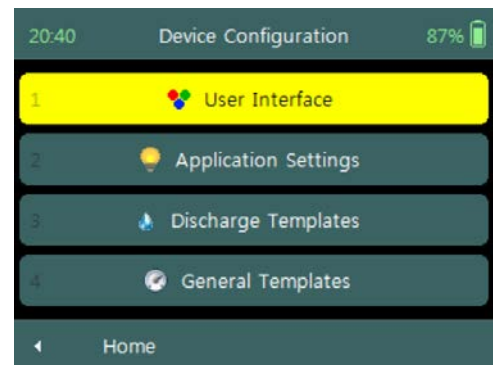 20:40 Device Configuration 87%
1 User Interface
2 Application Settings
3 Discharge Templates
4 General Templates
Home